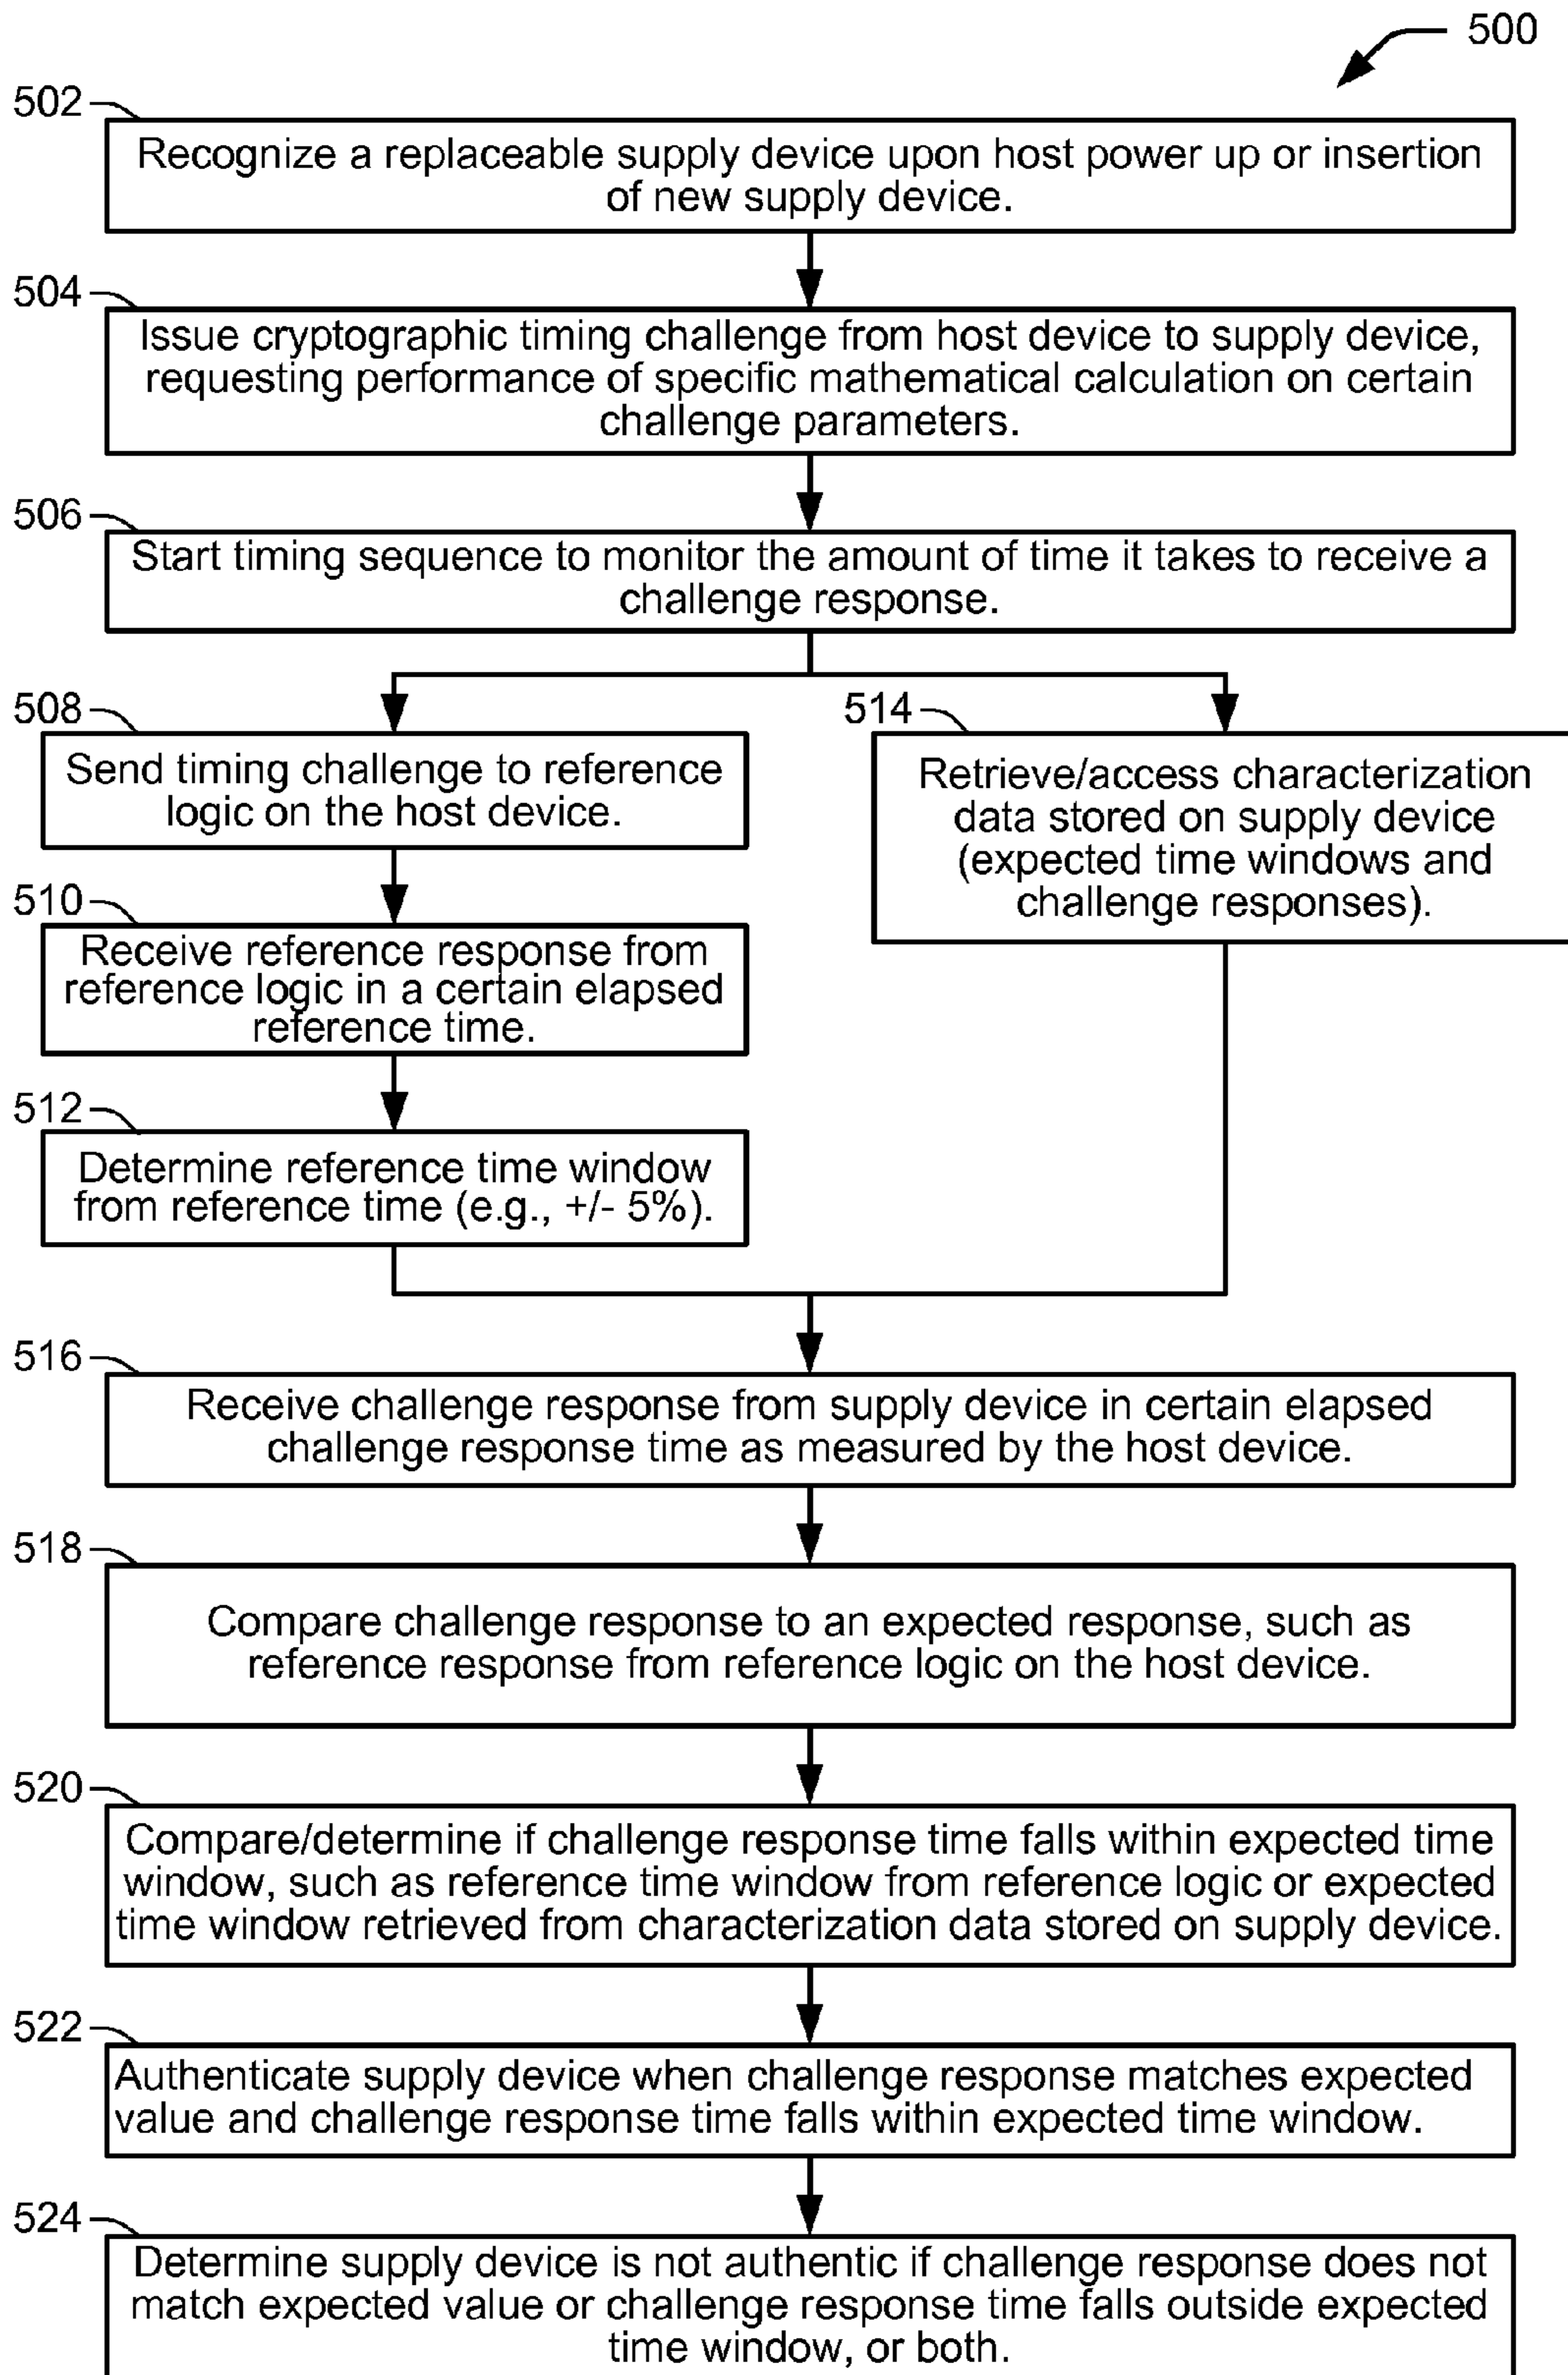 500
502
Recognize a replaceable supply device upon host power up or insertion
of new supply device.
504
Issue cryptographic timing challenge from host device to supply device,
requesting performance of specific mathematical calculation on certain
challenge parameters.
506
Start timing sequence to monitor the amount of time it takes to receive a
challenge response.
508
Send timing challenge to reference
logic on the host device.
510
Receive reference response from
reference logic in a certain elapsed
reference time.
512
Determine reference time window
from reference time (e.g., +/- 5%).
514
Retrieve/access characterization
data stored on supply device
(expected time windows and
challenge responses).
516
Receive challenge response from supply device in certain elapsed
challenge response time as measured by the host device.
518
Compare challenge response to an expected response, such as
reference response from reference logic on the host device.
520
Compare/determine if challenge response time falls within expected time
window, such as reference time window from reference logic or expected
time window retrieved from characterization data stored on supply device.
522
Authenticate supply device when challenge response matches expected
value and challenge response time falls within expected time window.
524
Determine supply device is not authentic if challenge response does not
match expected value or challenge response time falls outside expected
time window, or both.